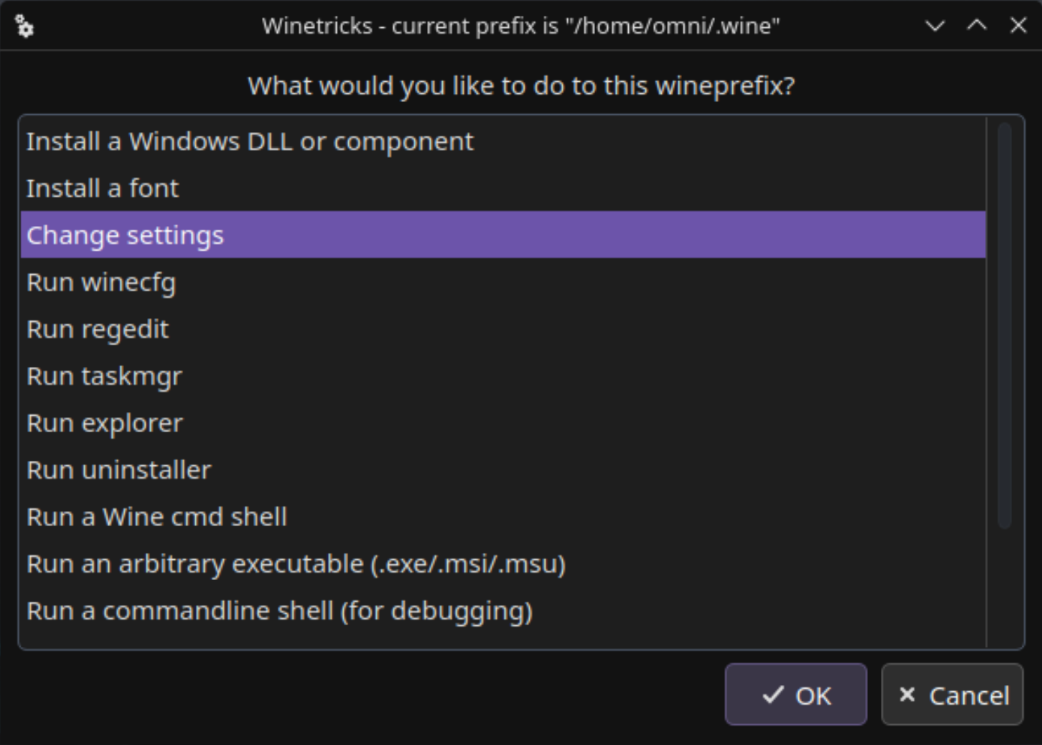 Winetricks - current prefix is "/home/omni/.wine"
What would you like to do to this wineprefix?
Install a Windows DLL or component
Install a font
Change settings
Run winecfg
Run regedit
Run taskmgr
Run explorer
Run uninstaller
Run a Wine cmd shell
Run an arbitrary executable (.exe/.msi/.msu)
Run a commandline shell (for debugging)
OK Cancel